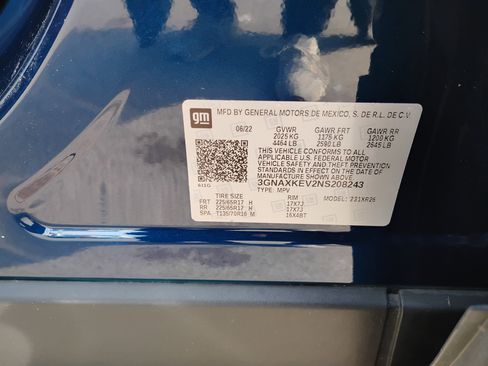 gm MFD BY GENERAL MOTORS DE MEXICO, S. DE R.L. DE C.V.
06/22 GVWR GAWR FRT GAWR RR
2025 KG 1175 KG 1200 KG
4464 LB 2590 LB 2645 LB
THIS VEHICLE CONFORMS TO ALL
APPLICABLE U.S. FEDERAL MOTOR
VEHICLE SAFETY AND THEFT PREVENTION
STANDARDS IN EFFECT ON THE DATE OF
MANUFACTURE SHOWN ABOVE.
3GNAXKEV2NS208243
TYPE: MPV
TIRE SIZE RIM MODEL: 221XR26
FRT 225/65R17 H 17X7J
RR 225/65R17 H 17X7J
SPA T135/70R16 M 16X4BT